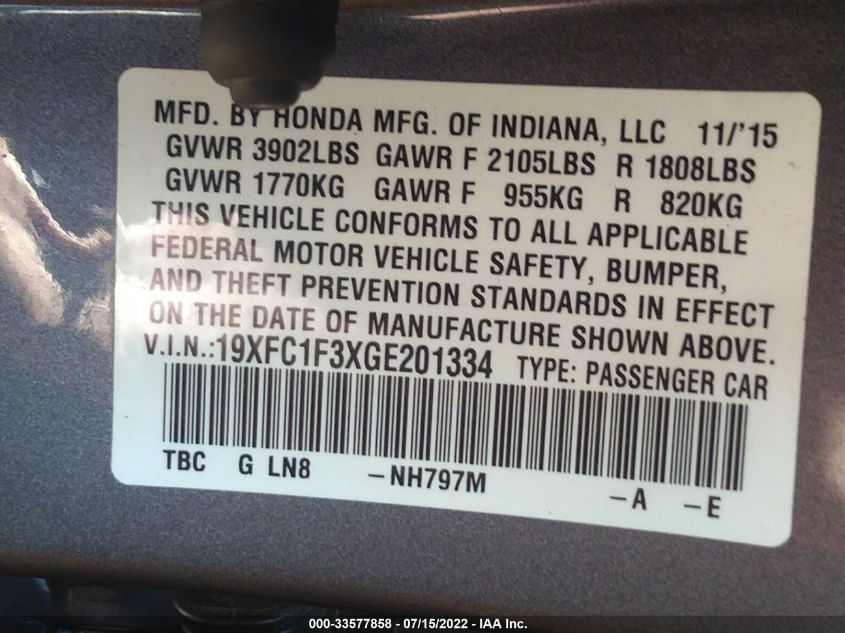 MFD. BY HONDA MFG. OF INDIANA, LLC 11/'15
GVWR 3902LBS GAWR F 2105LBS R 1808LBS
GVWR 1770KG GAWR F 955KG R 820KG
THIS VEHICLE CONFORMS TO ALL APPLICABLE
FEDERAL MOTOR VEHICLE SAFETY, BUMPER,
AND THEFT PREVENTION STANDARDS IN EFFECT
ON THE DATE OF MANUFACTURE SHOWN ABOVE.
V.I.N.:19XFC1F3XGE201334 TYPE: PASSENGER CAR
TBC G LN8 -NH797M -A -E
000-33577858 - 07/15/2022 - IAA Inc.